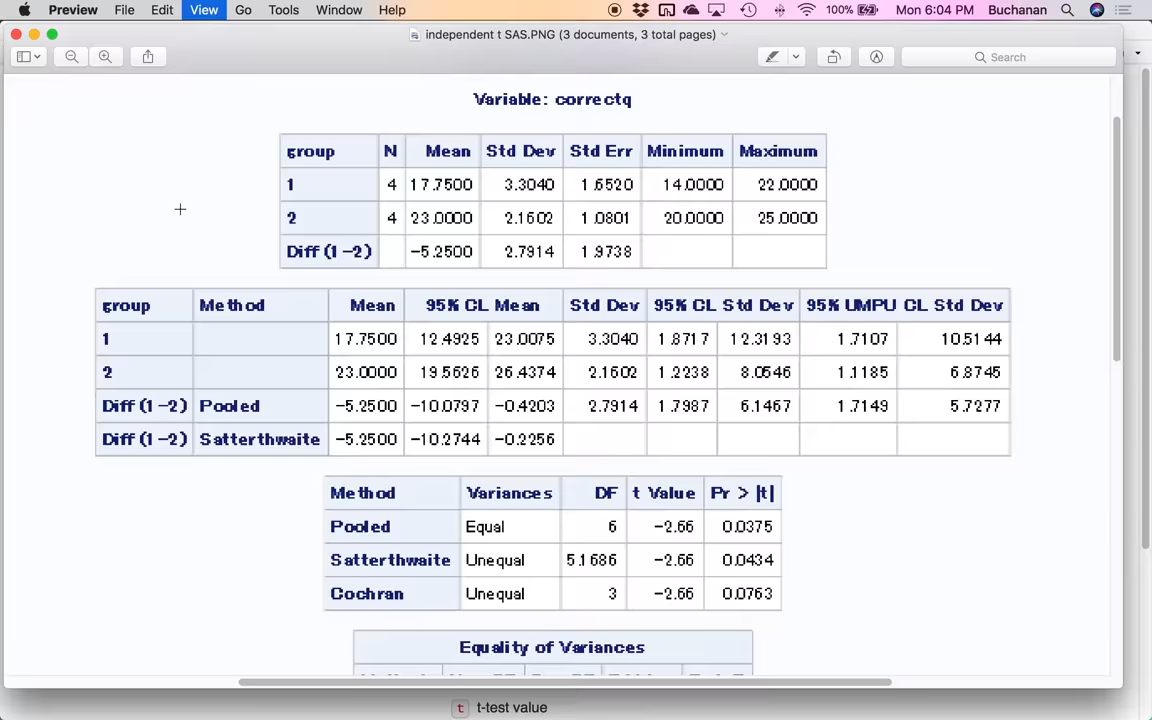 Preview File Edit View Go Tools Window Help 100% Mon 6:04 PM Buchanan
independent t SAS.PNG (3 documents, 3 total pages)
Search
Variable: correctq
group N Mean Std Dev Std Err Minimum Maximum
1 4 17.7500 3.3040 1.6520 14.0000 22.0000
2 4 23.0000 2.1602 1.0801 20.0000 25.0000
Diff (1-2) -5.2500 2.7914 1.9738
group Method Mean 95% CL Mean Std Dev 95% CL Std Dev 95% UMPU CL Std Dev
1 17.7500 12.4925 23.0075 3.3040 1.8717 12.3193 1.7107 10.5144
2 23.0000 19.5626 26.4374 2.1602 1.2238 8.0546 1.1185 6.8745
Diff (1-2) Pooled -5.2500 -10.0797 -0.4203 2.7914 1.7987 6.1467 1.7149 5.7277
Diff (1-2) Satterthwaite -5.2500 -10.2744 -0.2256
Method Variances DF t Value Pr > |t|
Pooled Equal 6 -2.66 0.0375
Satterthwaite Unequal 5.1686 -2.66 0.0434
Cochran Unequal 3 -2.66 0.0763
Equality of Variances
t t-test value